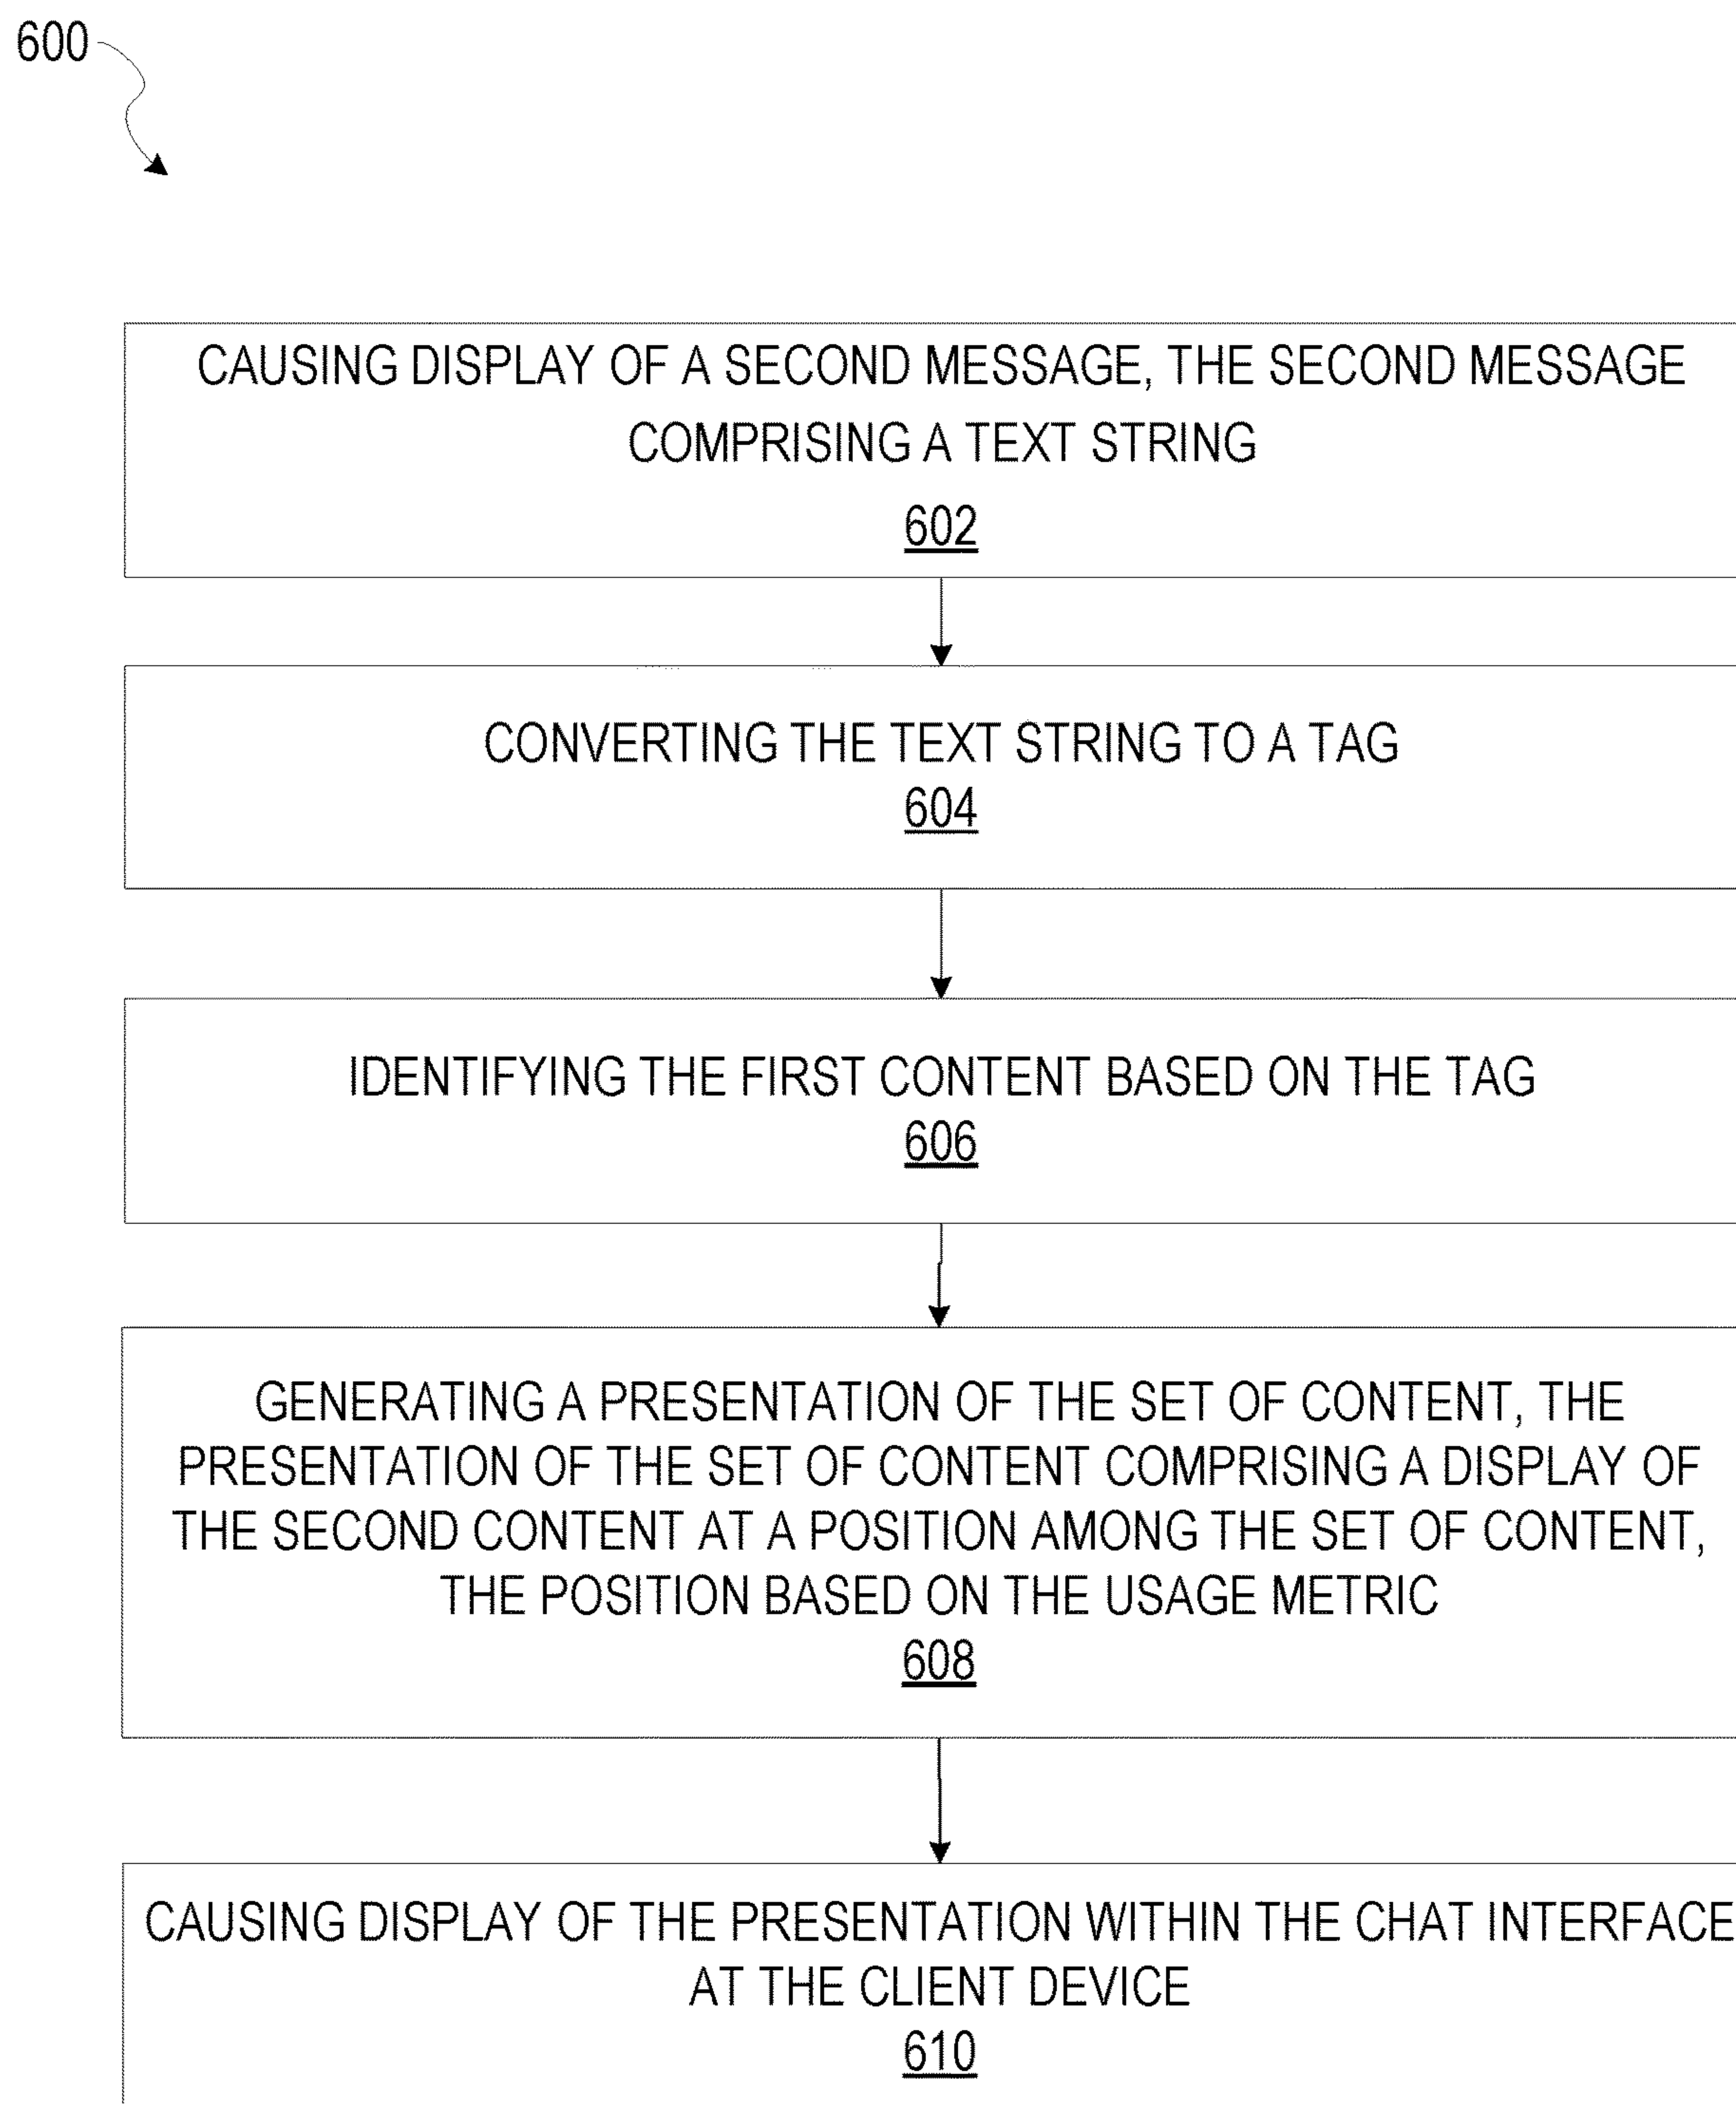 600
CAUSING DISPLAY OF A SECOND MESSAGE, THE SECOND MESSAGE
COMPRISING A TEXT STRING
602
CONVERTING THE TEXT STRING TO A TAG
604
IDENTIFYING THE FIRST CONTENT BASED ON THE TAG
606
GENERATING A PRESENTATION OF THE SET OF CONTENT, THE
PRESENTATION OF THE SET OF CONTENT COMPRISING A DISPLAY OF
THE SECOND CONTENT AT A POSITION AMONG THE SET OF CONTENT,
THE POSITION BASED ON THE USAGE METRIC
608
CAUSING DISPLAY OF THE PRESENTATION WITHIN THE CHAT INTERFACE
AT THE CLIENT DEVICE
610